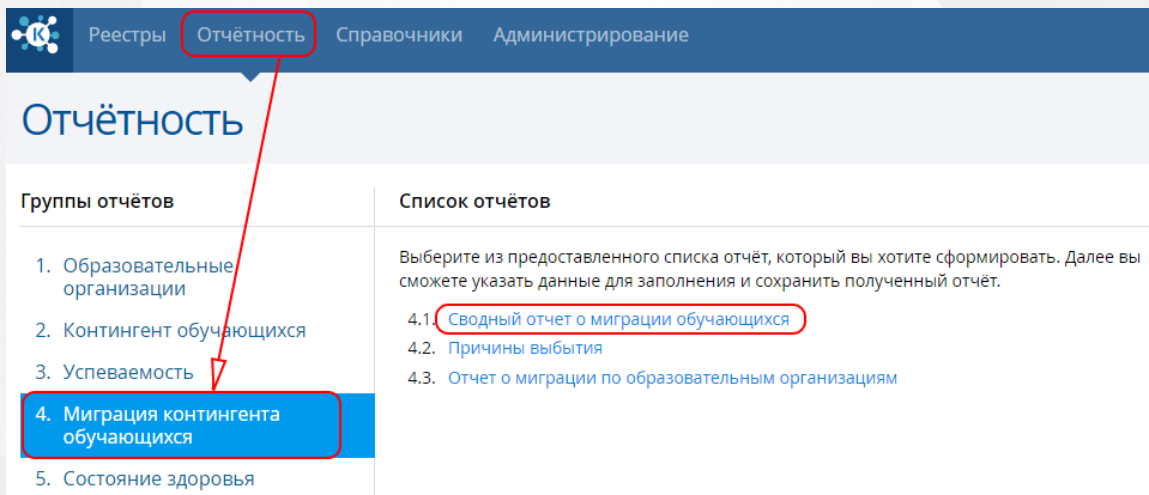 К
Реестры Отчётность Справочники Администрирование
Отчётность
Группы отчётов
1. Образовательные
организации
2. Контингент обучающихся
3. Успеваемость
4. Миграция контингента
обучающихся
5. Состояние здоровья
Список отчётов
Выберите из предоставленного списка отчёт, который вы хотите сформировать. Далее вы
сможете указать данные для заполнения и сохранить полученный отчёт.
4.1. Сводный отчет о миграции обучающихся
4.2. Причины выбытия
4.3. Отчет о миграции по образовательным организациям